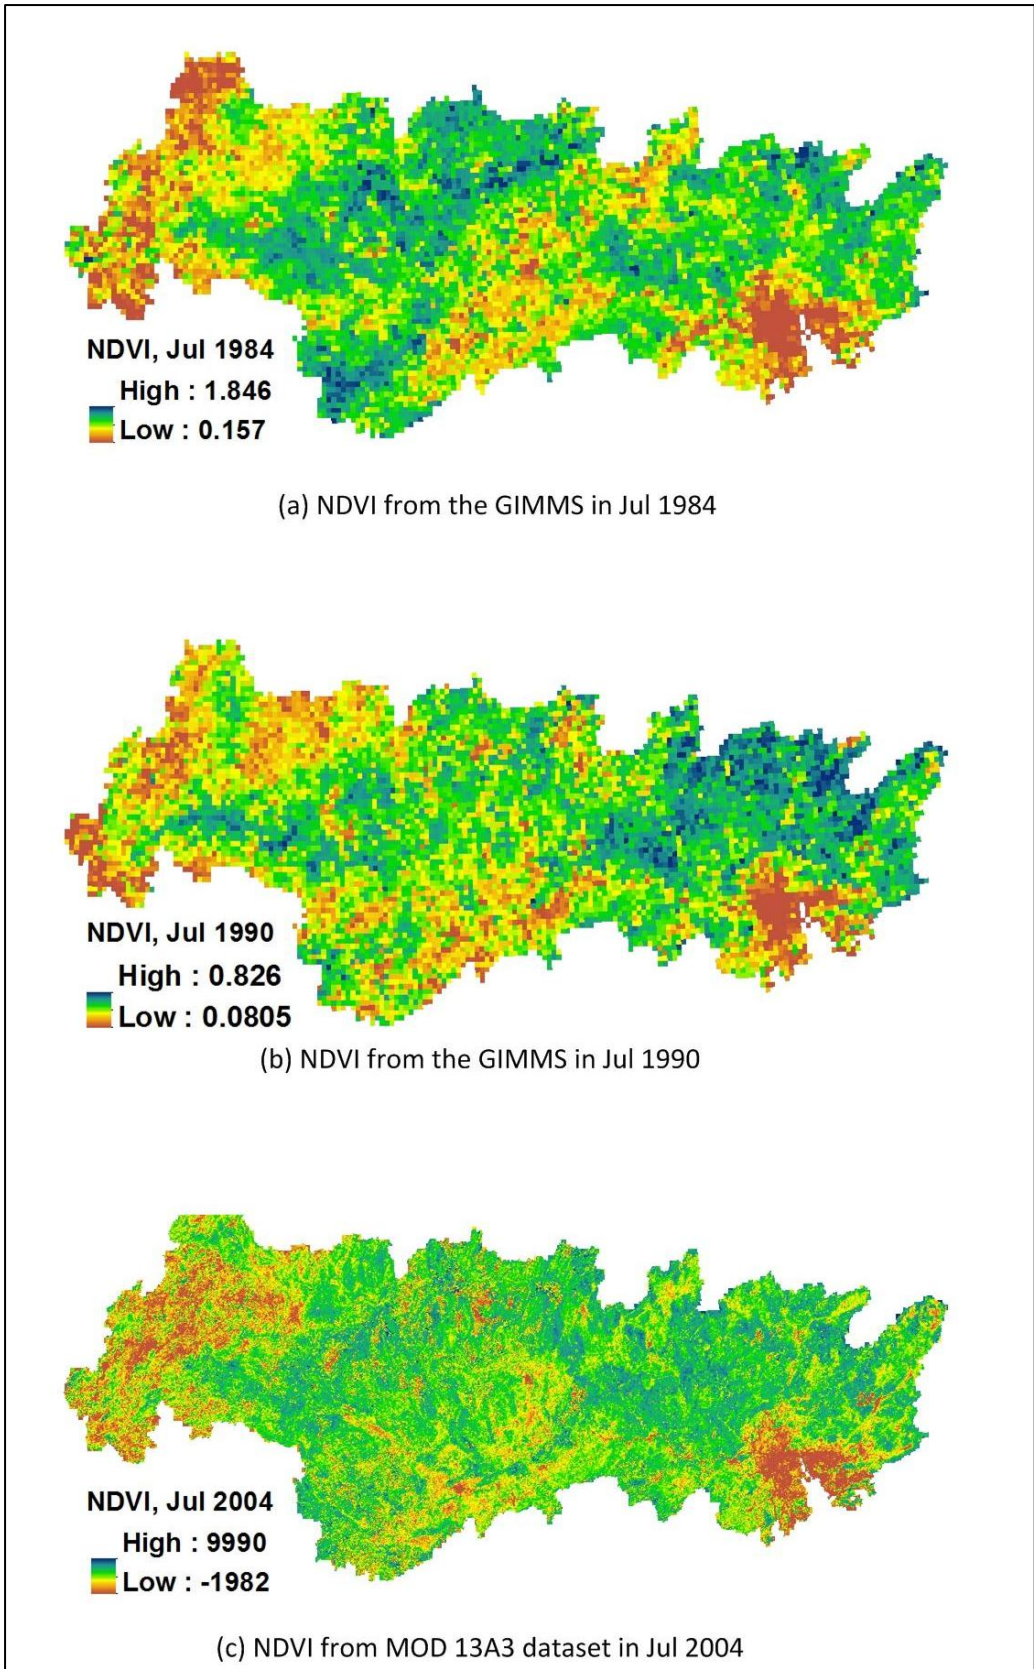 NDVI, Jul 1984
High : 1.846
Low : 0.157
(a) NDVI from the GIMMS in Jul 1984
NDVI, Jul 1990
High : 0.826
Low : 0.0805
(b) NDVI from the GIMMS in Jul 1990
NDVI, Jul 2004
High : 9990
Low : -1982
(c) NDVI from MOD 13A3 dataset in Jul 2004